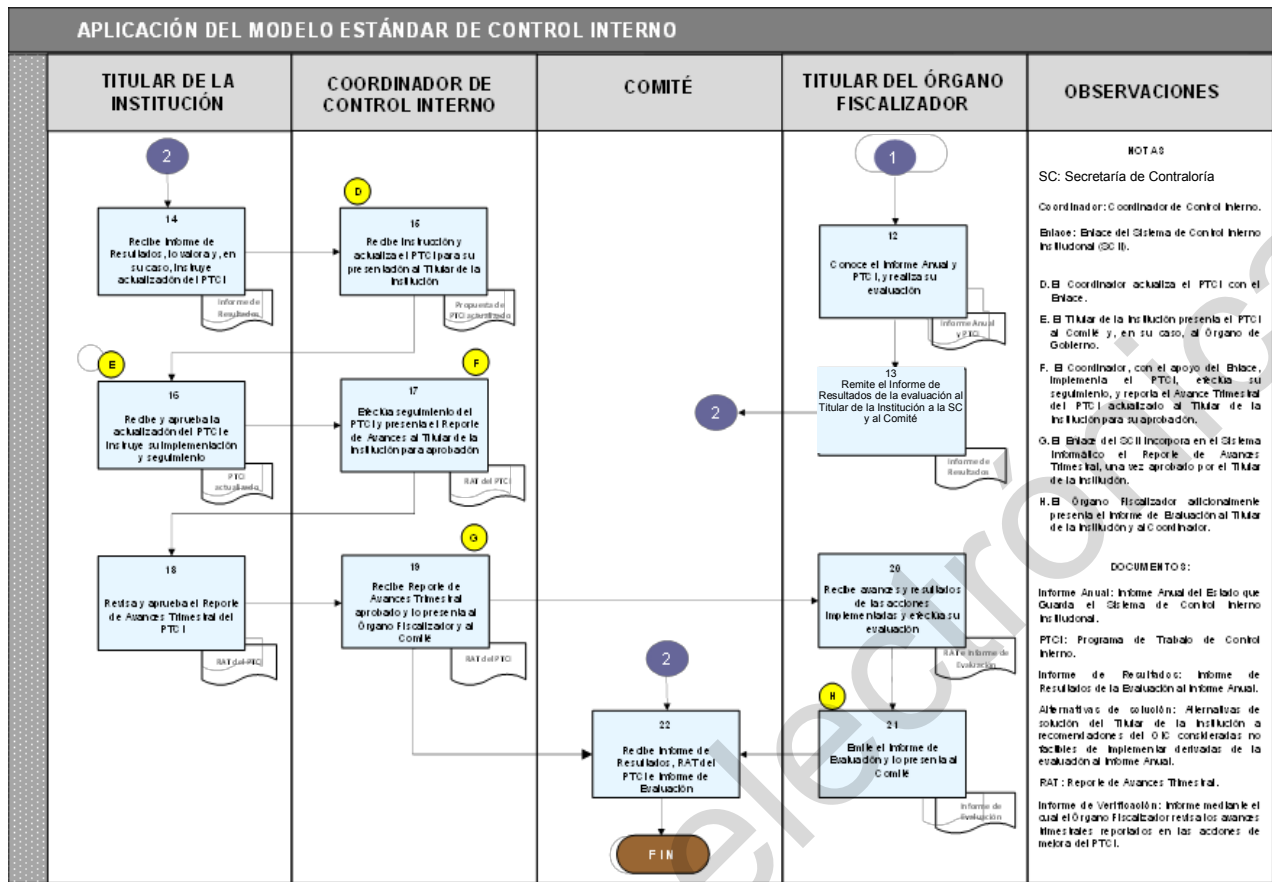 APLICACIÓN DEL MODELO ESTÁNDAR DE CONTROL INTERNO
TITULAR DE LA
INSTITUCIÓN
COORDINADOR DE
CONTROL INTERNO
COMITÉ
TITULAR DEL ÓRGANO
FISCALIZADOR
OBSERVACIONES
2
14
Recibe Informe de
Resultados, lo valora y, en
su caso, instruye
actualización del PTCI
Informe de
Resultados
D
15
Recibe instrucción y
actualiza el PTCI para su
presentación al Titular de la
Institución
Propuesta de
PTCI actualizado
1
12
Conoce el Informe Anual y
PTCI, y realiza su
evaluación
Informe Anual
y PTCI
13
Remite el Informe de
Resultados de la evaluación al
Titular de la Institución a la SC
y al Comité
Informe de
Resultados
2
E
16
Recibe y aprueba la
actualización del PTCI e
instruye su implementación
y seguimiento
PTCI
actualizado
F
17
Efectúa seguimiento del
PTCI y presenta el Reporte
de Avances al Titular de la
Institución para aprobación
RAT del PTCI
18
Revisa y aprueba el Reporte
de Avances Trimestral del
PTCI
RAT del PTCI
G
19
Recibe Reporte de
Avances Trimestral
aprobado y lo presenta al
Órgano Fiscalizador y al
Comité
RAT del PTCI
20
Recibe avances y resultados
de las acciones
implementadas y efectúa su
evaluación
RAT e Informe de
Evaluación
H
21
Emite el Informe de
Evaluación y lo presenta al
Comité
Informe de
Evaluación
2
22
Recibe Informe de
Resultados, RAT del
PTCI e Informe de
Evaluación
FIN
NOTAS
SC: Secretaría de Contraloría
Coordinador: Coordinador de Control Interno.
Enlace: Enlace del Sistema de Control Interno
Institucional (SCII).
D. El Coordinador actualiza el PTCI con el
Enlace.
E. El Titular de la Institución presenta el PTCI
al Comité y, en su caso, al Órgano de
Gobierno.
F. El Coordinador, con el apoyo del Enlace,
implementa el PTCI, efectúa su
seguimiento, y reporta el Avance Trimestral
del PTCI actualizado al Titular de la
Institución para su aprobación.
G. El Enlace del SCII incorpora en el Sistema
Informático el Reporte de Avances
Trimestral, una vez aprobado por el Titular
de la Institución.
H. El Órgano Fiscalizador adicionalmente
presenta el Informe de Evaluación al Titular
de la Institución y al Coordinador.
DOCUMENTOS:
Informe Anual: Informe Anual del Estado que
Guarda el Sistema de Control Interno
Institucional.
PTCI: Programa de Trabajo de Control
Interno.
Informe de Resultados: Informe de
Resultados de la Evaluación al Informe Anual.
Alternativas de solución: Alternativas de
solución del Titular de la Institución a
recomendaciones del OIC consideradas no
factibles de implementar derivadas de la
evaluación al Informe Anual.
RAT: Reporte de Avances Trimestral.
Informe de Verificación: Informe mediante el
cual el Órgano Fiscalizador revisa los avances
trimestrales reportados en las acciones de
mejora del PTCI.
electrónica